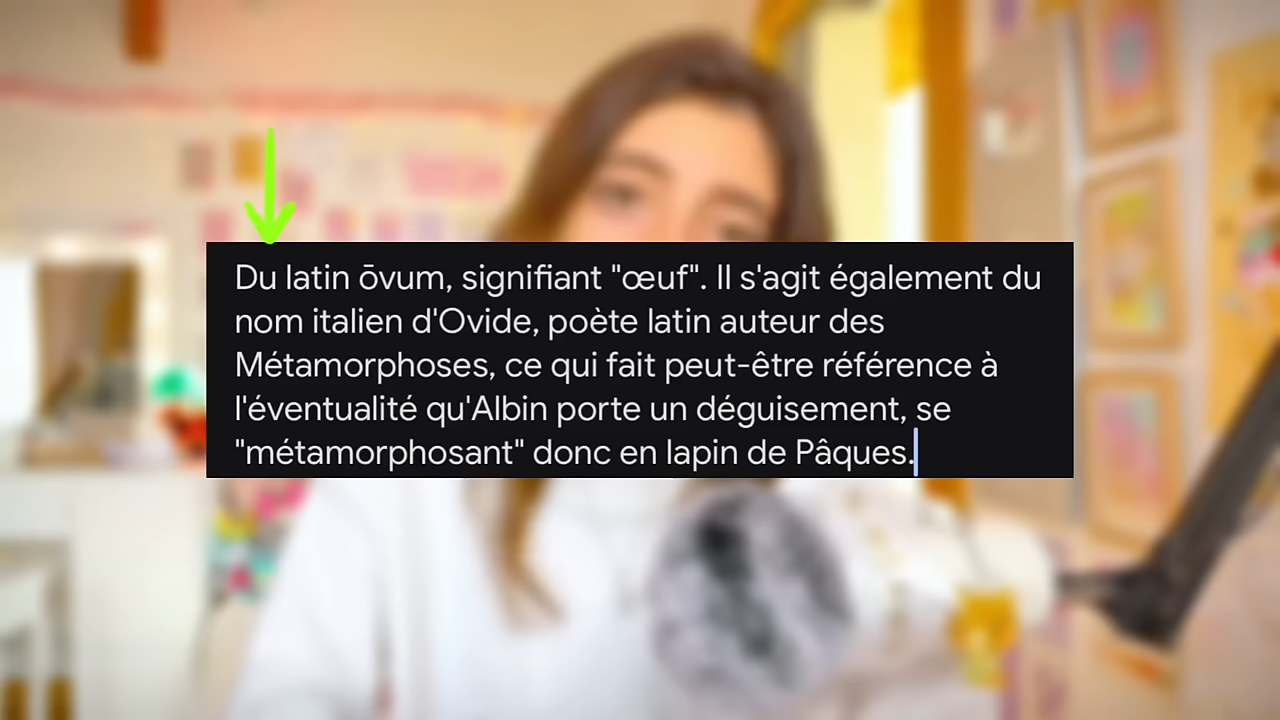 Du latin ōvum, signifiant "œuf". Il s'agit également du
nom italien d'Ovide, poète latin auteur des
Métamorphoses, ce qui fait peut-être référence à
l'éventualité qu'Albin porte un déguisement, se
"métamorphosant" donc en lapin de Pâques.